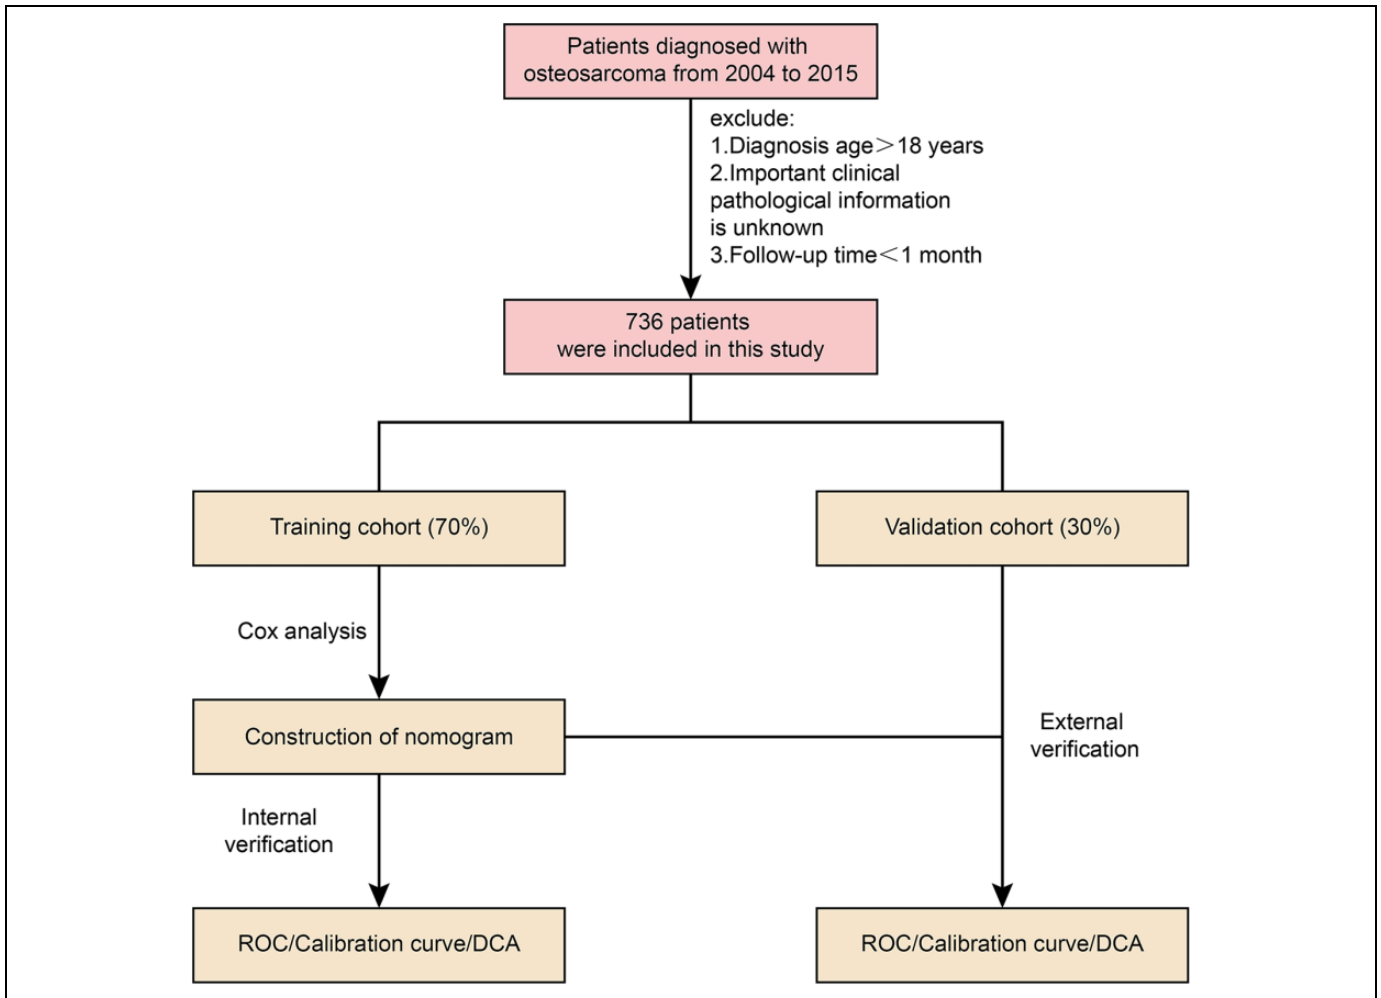 Patients diagnosed with
osteosarcoma from 2004 to 2015
exclude:
1.Diagnosis age＞18 years
2.Important clinical
pathological information
is unknown
3.Follow-up time＜1 month
736 patients
were included in this study
Training cohort (70%)
Validation cohort (30%)
Cox analysis
Construction of nomogram
External
verification
Internal
verification
ROC/Calibration curve/DCA
ROC/Calibration curve/DCA